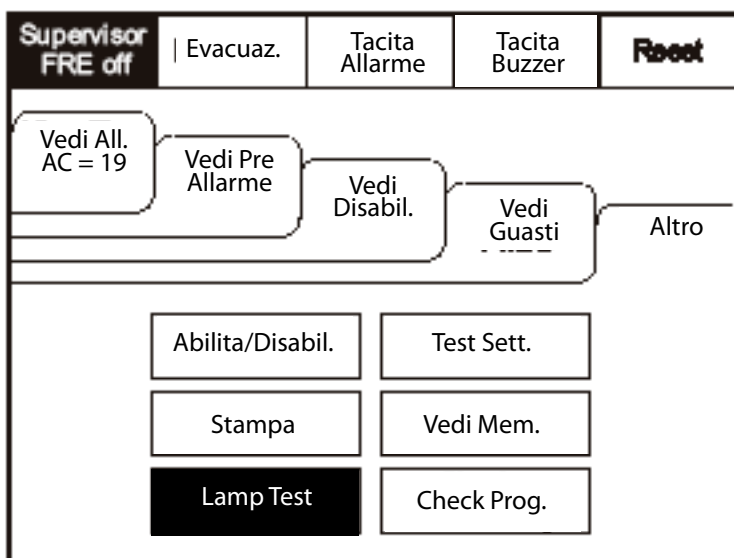 Supervisor
FRE off
| Evacuaz.
Tacita
Allarme
Tacita
Buzzer
Reset
Vedi All.
AC = 19
Vedi Pre
Allarme
Vedi
Disabil.
Vedi
Guasti
Altro
Abilita/Disabil.
Test Sett.
Stampa
Vedi Mem.
Lamp Test
Check Prog.